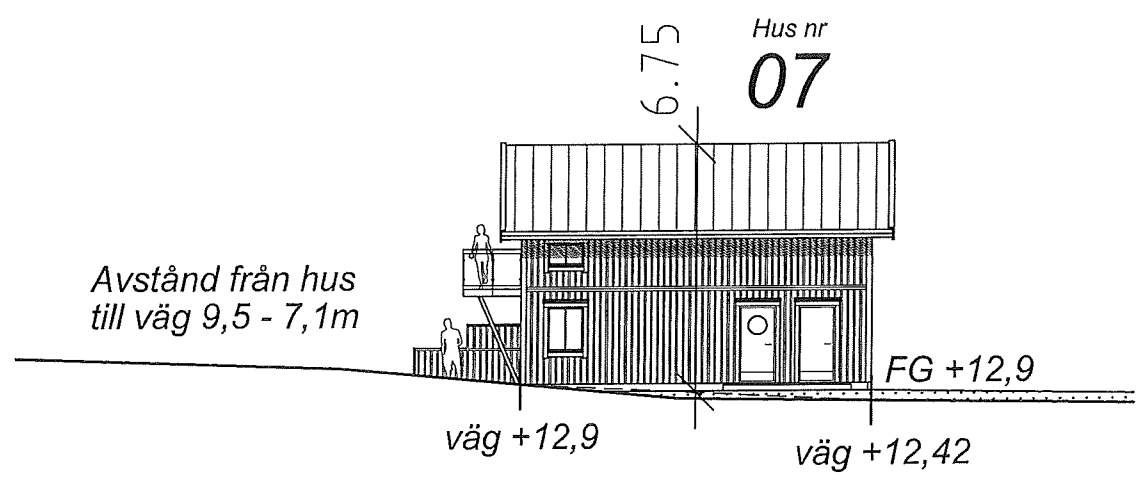 6.75
Hus nr
07
Avstånd från hus
till väg 9,5 - 7,1m
FG +12,9
väg +12,9
väg +12,42